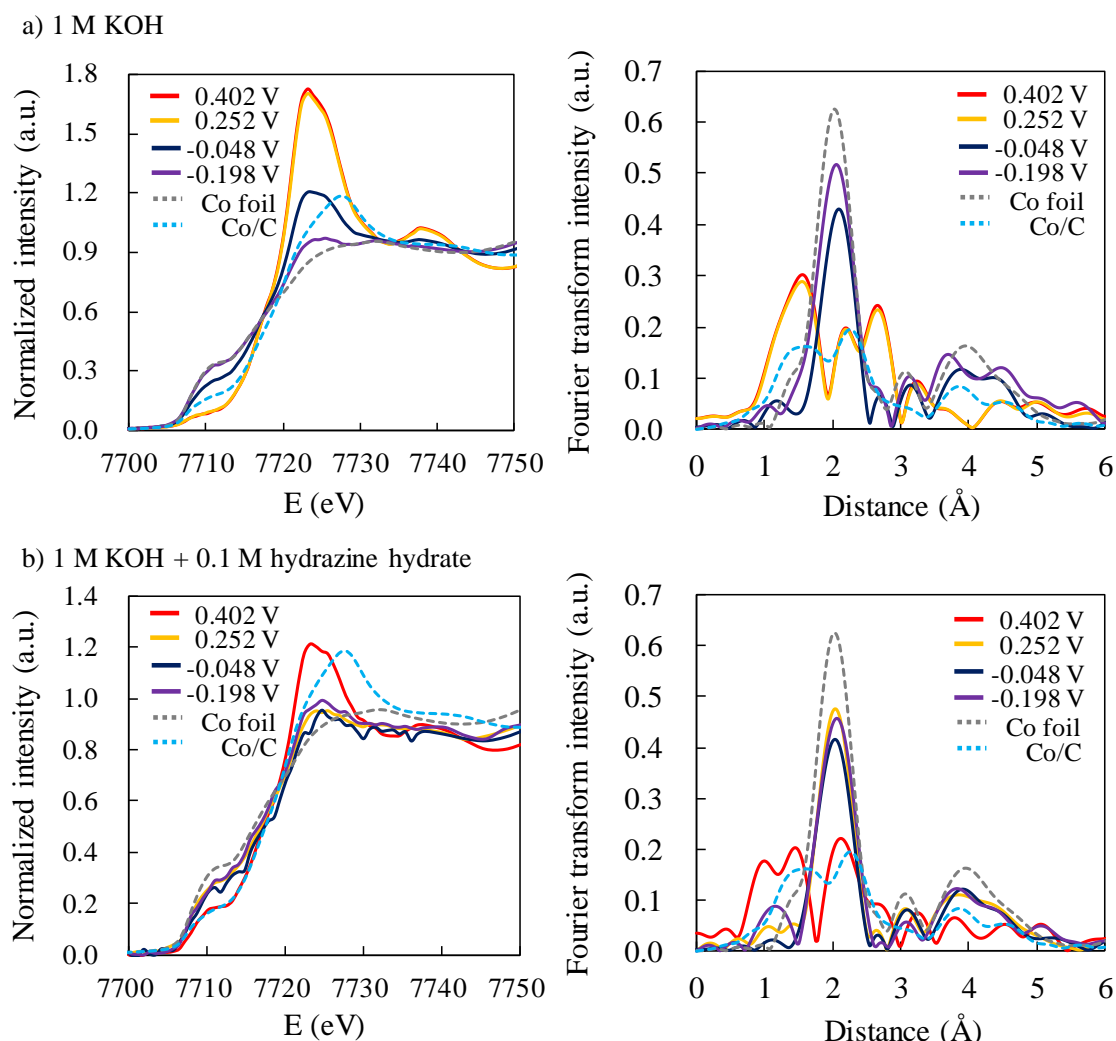 a) 1 M KOH
Normalized intensity (a.u.)
1.8
1.5
1.2
0.9
0.6
0.3
0.0
0.402 V
0.252 V
-0.048 V
-0.198 V
Co foil
Co/C
7700 7710 7720 7730 7740 7750
E (eV)
Fourier transform intensity (a.u.)
0.7
0.6
0.5
0.4
0.3
0.2
0.1
0.0
0.402 V
0.252 V
-0.048 V
-0.198 V
Co foil
Co/C
0 1 2 3 4 5 6
Distance (Å)
b) 1 M KOH + 0.1 M hydrazine hydrate
Normalized intensity (a.u.)
1.4
1.2
1.0
0.8
0.6
0.4
0.2
0.0
0.402 V
0.252 V
-0.048 V
-0.198 V
Co foil
Co/C
7700 7710 7720 7730 7740 7750
E (eV)
Fourier transform intensity (a.u.)
0.7
0.6
0.5
0.4
0.3
0.2
0.1
0.0
0.402 V
0.252 V
-0.048 V
-0.198 V
Co foil
Co/C
0 1 2 3 4 5 6
Distance (Å)